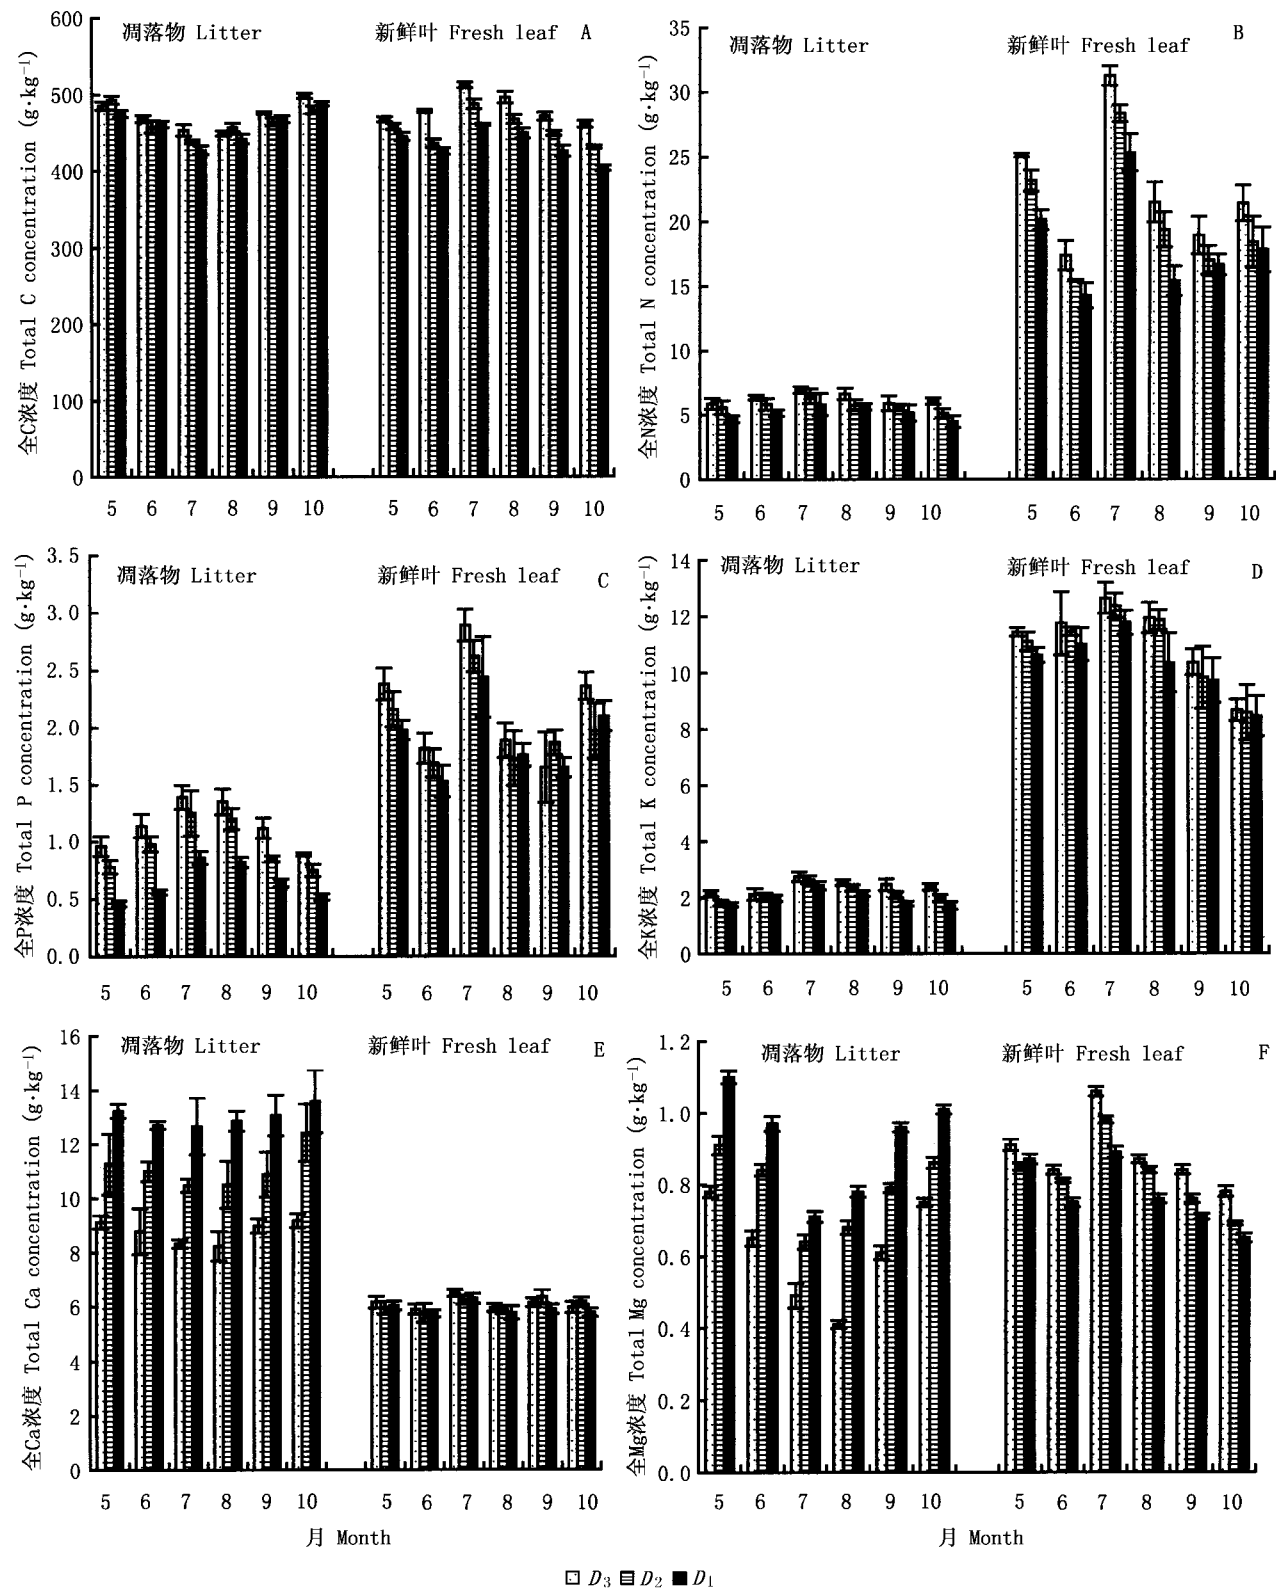 凋落物 Litter
新鲜叶 Fresh leaf A
全C浓度 Total C concentration (g·kg⁻¹)
600
500
400
300
200
100
0
5 6 7 8 9 10 5 6 7 8 9 10
凋落物 Litter
新鲜叶 Fresh leaf B
全N浓度 Total N concentration (g·kg⁻¹)
35
30
25
20
15
10
5
0
5 6 7 8 9 10 5 6 7 8 9 10
凋落物 Litter
新鲜叶 Fresh leaf C
全P浓度 Total P concentration (g·kg⁻¹)
3.5
3.0
2.5
2.0
1.5
1.0
0.5
0.0
5 6 7 8 9 10 5 6 7 8 9 10
凋落物 Litter
新鲜叶 Fresh leaf D
全K浓度 Total K concentration (g·kg⁻¹)
14
12
10
8
6
4
2
0
5 6 7 8 9 10 5 6 7 8 9 10
凋落物 Litter
新鲜叶 Fresh leaf E
全Ca浓度 Total Ca concentration (g·kg⁻¹)
16
14
12
10
8
6
4
2
0
5 6 7 8 9 10 5 6 7 8 9 10
月 Month
凋落物 Litter
新鲜叶 Fresh leaf F
全Mg浓度 Total Mg concentration (g·kg⁻¹)
1.2
1.0
0.8
0.6
0.4
0.2
0.0
5 6 7 8 9 10 5 6 7 8 9 10
月 Month
D₃ D₂ D₁